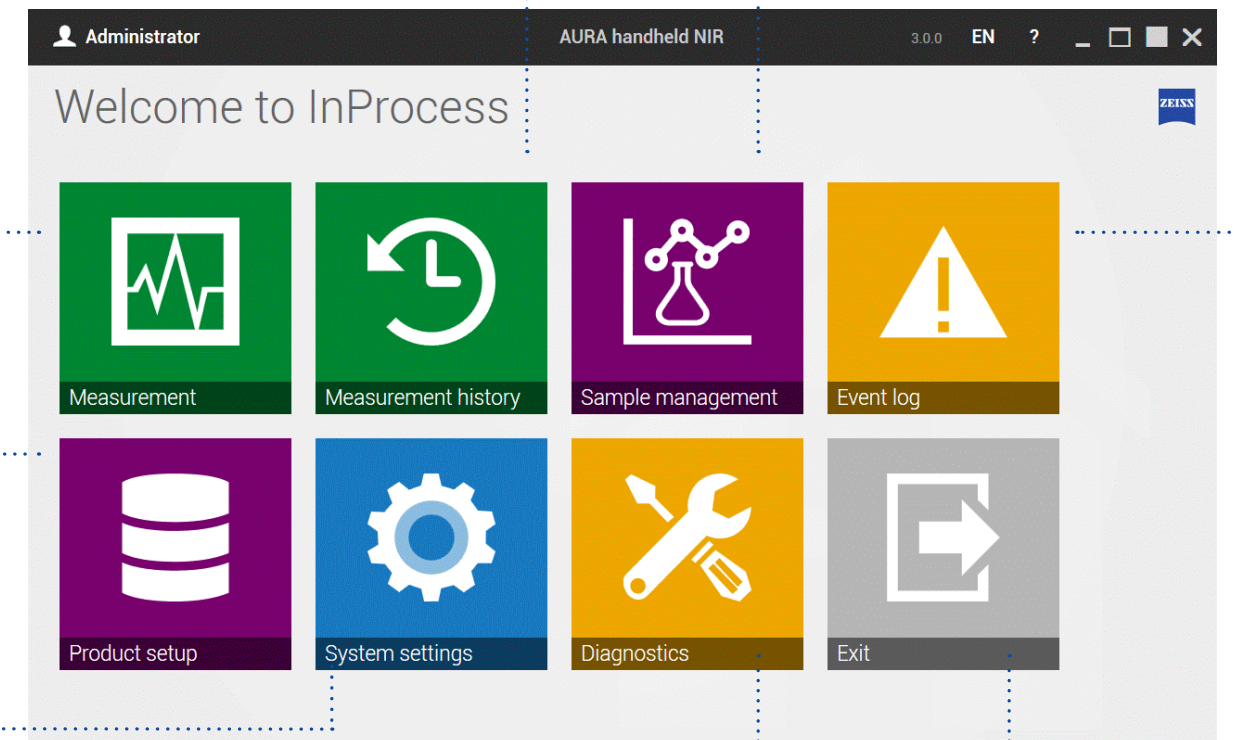 Administrator
AURA handheld NIR
3.0.0
EN
?
Welcome to InProcess
ZEISS
Measurement
Measurement history
Sample management
Event log
Product setup
System settings
Diagnostics
Exit